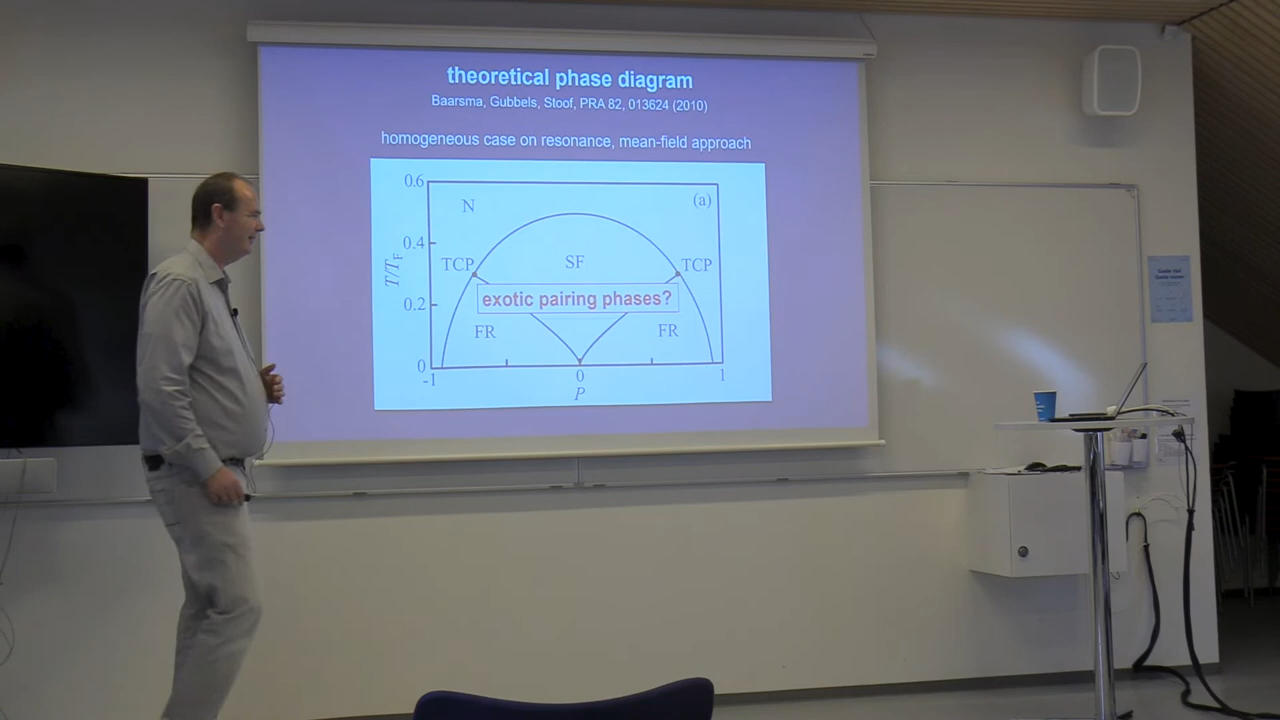 theoretical phase diagram
Baarsma, Gubbels, Stoof, PRA 82, 013624 (2010)
homogeneous case on resonance, mean-field approach
0.6
N
(a)
0.4
TCP
SF
TCP
T/T_F
exotic pairing phases?
0.2
FR
FR
0
-1
0
1
P